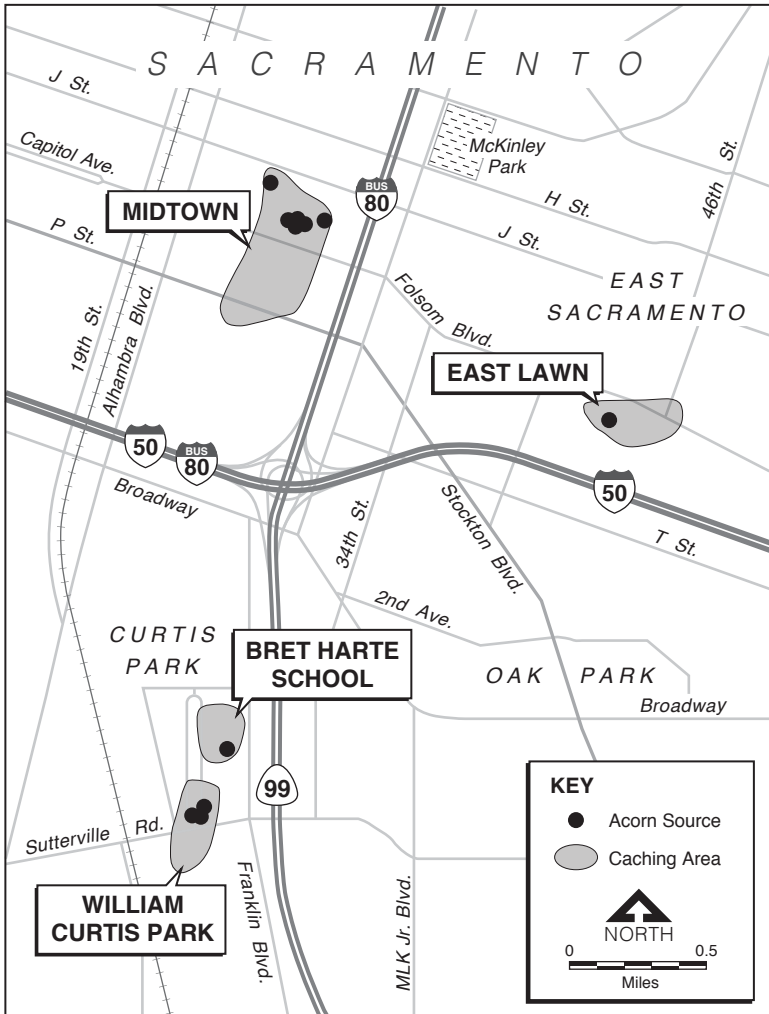 SACRAMENTO
J St.
Capitol Ave.
McKinley
Park
46th St.
BUS
80
MIDTOWN
H St.
P St.
J St.
EAST
SACRAMENTO
Folsom Blvd.
19th St.
Alhambra Blvd.
EAST LAWN
50
BUS
80
50
Broadway
Stockton Blvd.
34th St.
T St.
2nd Ave.
CURTIS
PARK
BRET HARTE
SCHOOL
OAK PARK
Broadway
99
Sutterville Rd.
WILLIAM
CURTIS PARK
Franklin Blvd.
MLK Jr. Blvd.
KEY
Acorn Source
Caching Area
NORTH
0 0.5
Miles